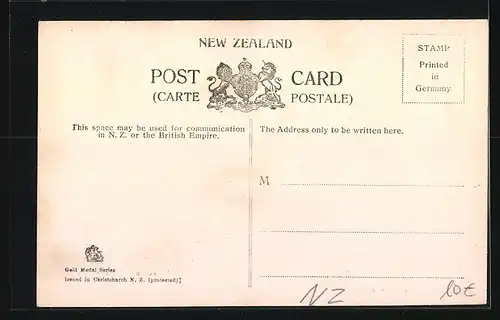 NEW ZEALAND
POST CARD
(CARTE POSTALE)
STAMP
Printed
in
Germany
This space may be used for communication
in N. Z. or the British Empire.
The Address only to be written here.
M
Gold Medal Series
Issued in Christchurch N. Z. (protected)]
NZ
10€